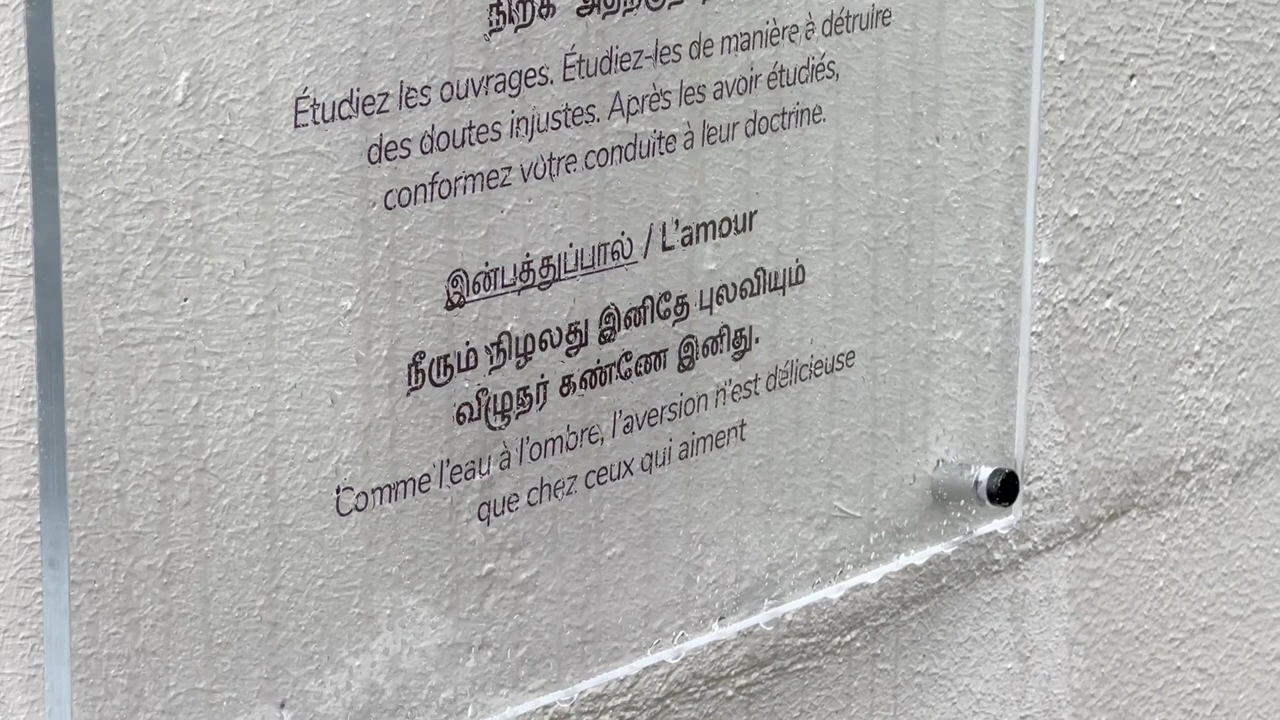 நிற்க அதற்குத்
Étudiez les ouvrages. Étudiez-les de manière à détruire
des doutes injustes. Après les avoir étudiés,
conformez votre conduite à leur doctrine.
இன்பத்துப்பால் / L'amour
நீரும் நிழலது இனிதே புலவியும்
வீழுநர் கண்ணே இனிது.
Comme l'eau à l'ombre, l'aversion n'est délicieuse
que chez ceux qui aiment